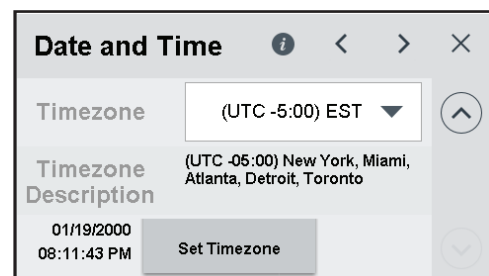 Date and Time
Timezone
(UTC -5:00) EST
Timezone
Description
(UTC -05:00) New York, Miami,
Atlanta, Detroit, Toronto
01/19/2000
08:11:43 PM
Set Timezone